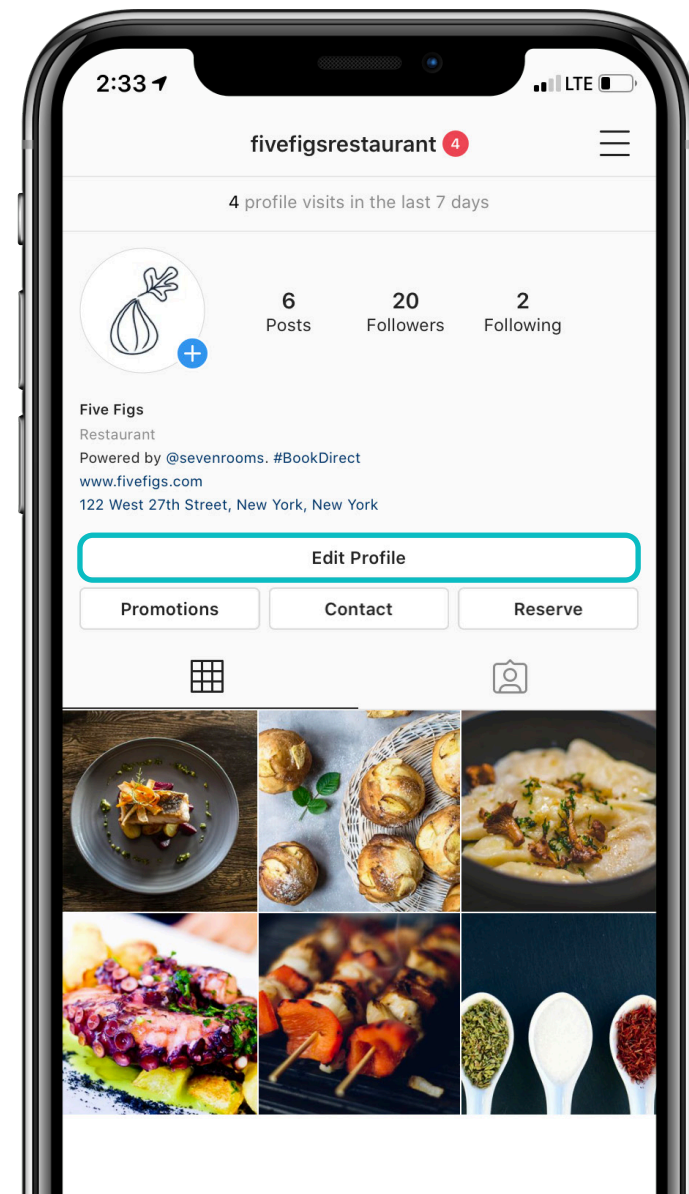 2:33 LTE
fivefigsrestaurant 4
4 profile visits in the last 7 days
6 20 2
Posts Followers Following
Five Figs
Restaurant
Powered by @sevenrooms. #BookDirect
www.fivefigs.com
122 West 27th Street, New York, New York
Edit Profile
Promotions Contact Reserve